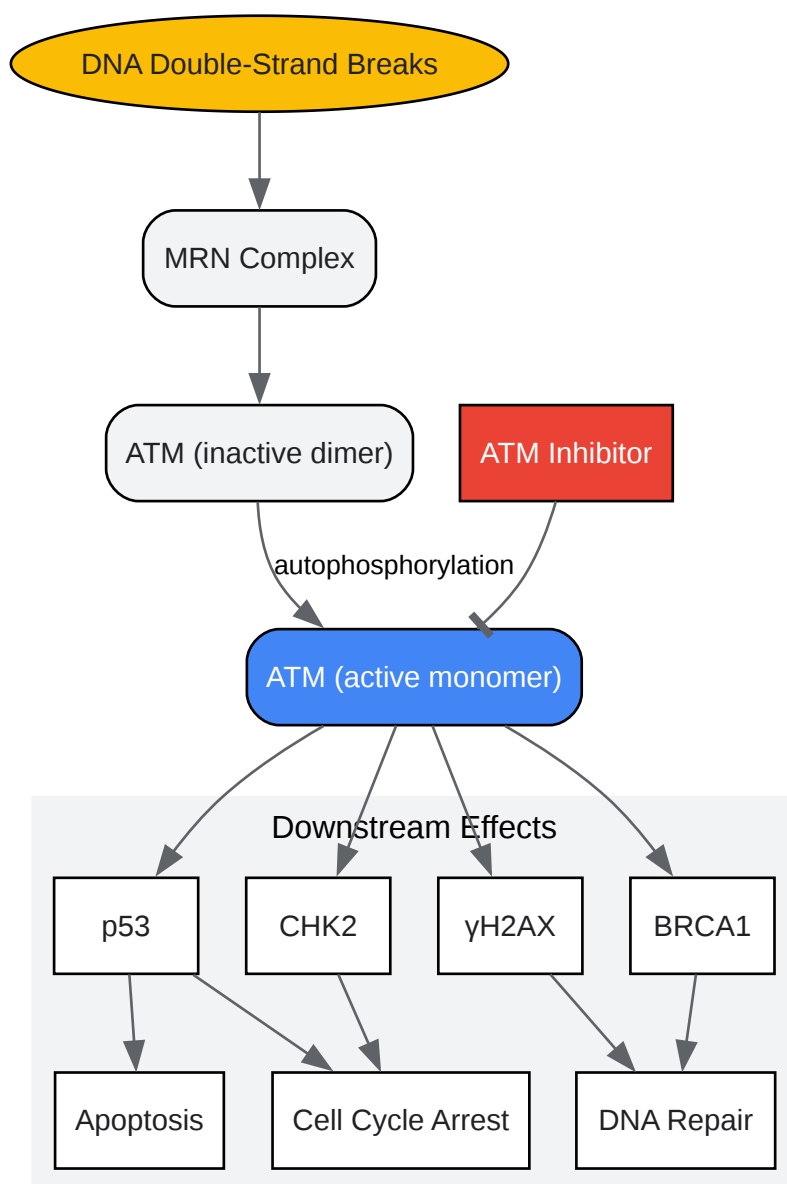 DNA Double-Strand Breaks
MRN Complex
ATM (inactive dimer)
ATM Inhibitor
autophosphorylation
ATM (active monomer)
Downstream Effects
p53
CHK2
γH2AX
BRCA1
Apoptosis
Cell Cycle Arrest
DNA Repair